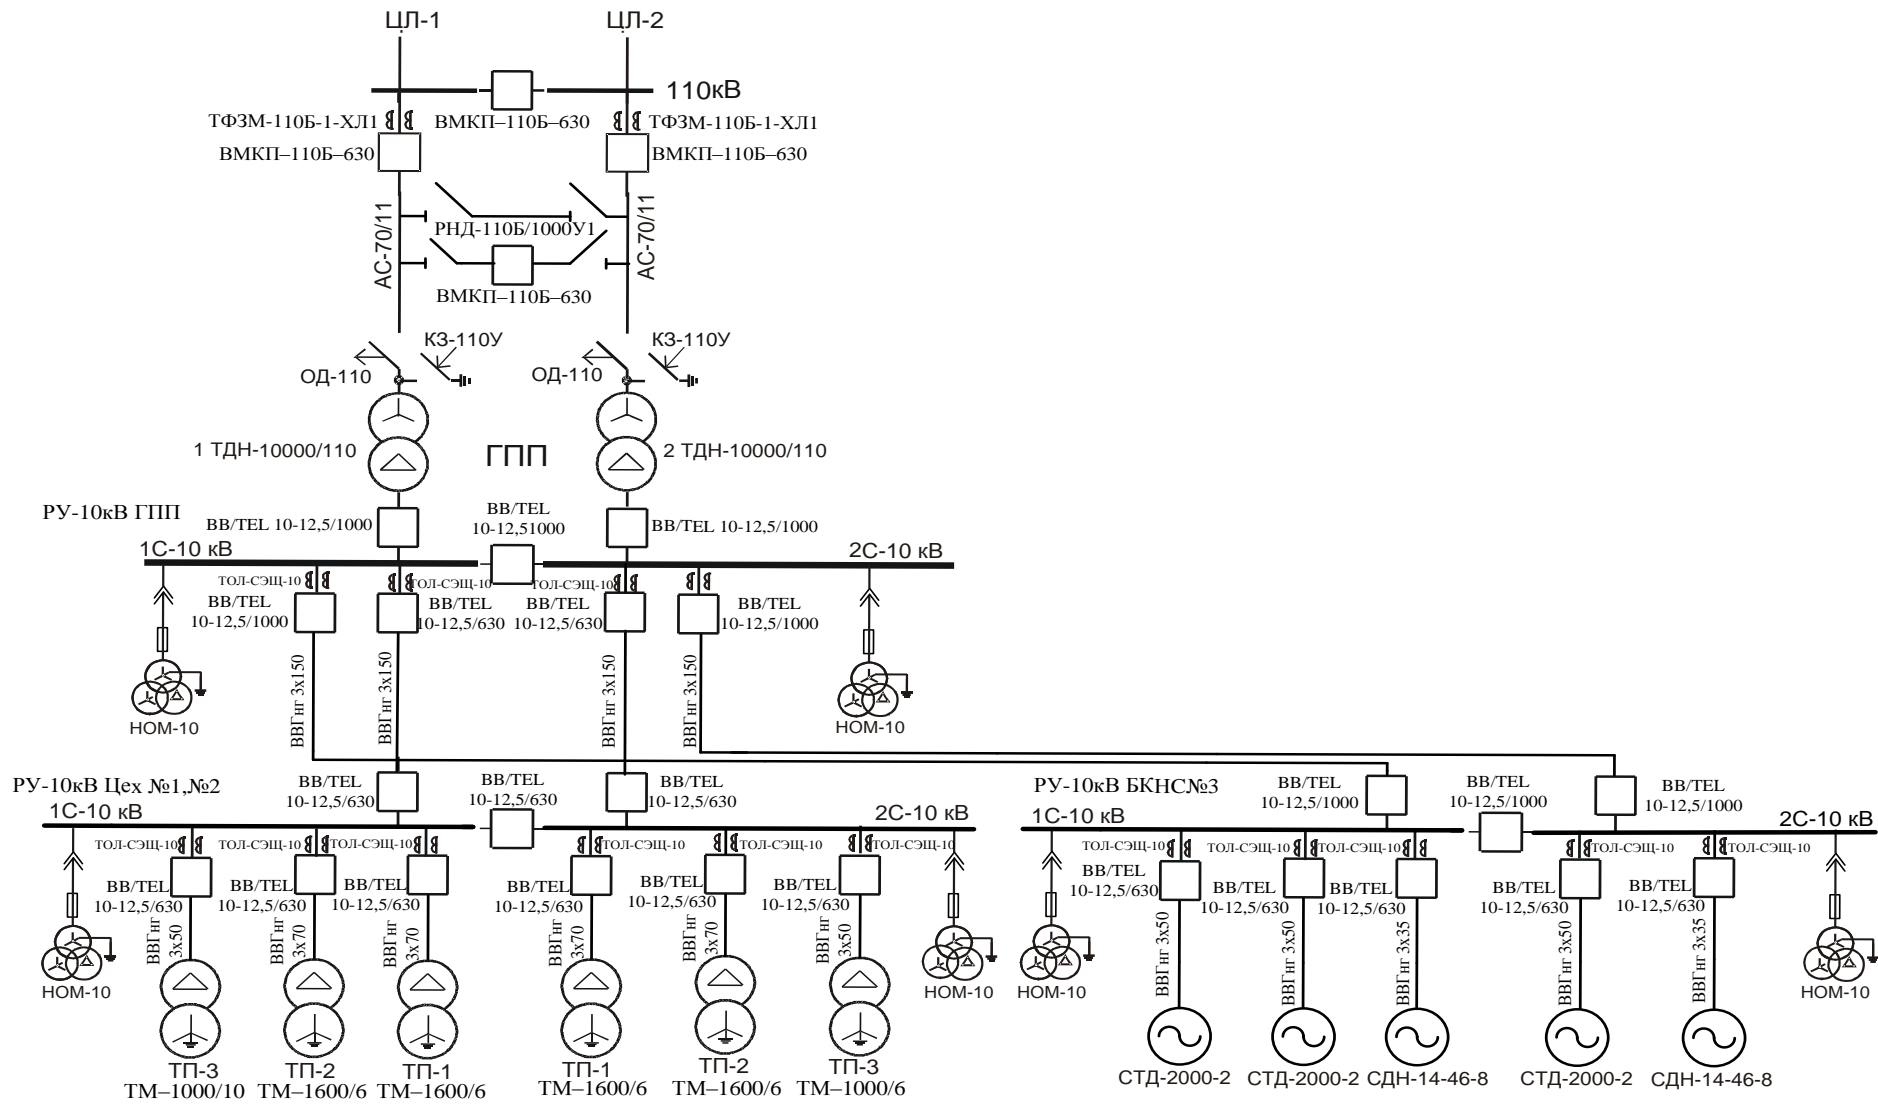 ЦЛ-1
ЦЛ-2
110кВ
ТФЗМ-110Б-1-ХЛ1
ВМКП–110Б–630
ТФЗМ-110Б-1-ХЛ1
ВМКП–110Б–630
ВМКП–110Б–630
АС-70/11
РНД-110Б/1000У1
АС-70/11
ВМКП–110Б–630
КЗ-110У
КЗ-110У
ОД-110
ОД-110
1 ТДН-10000/110
ГПП
2 ТДН-10000/110
РУ-10кВ ГПП
ВВ/TEL 10-12,5/1000
ВВ/TEL
10-12,51000
ВВ/TEL 10-12,5/1000
1С-10 кВ
2С-10 кВ
ТОЛ-СЭЩ-10
ТОЛ-СЭЩ-10
ТОЛ-СЭЩ-10
ВВ/TEL
10-12,5/1000
ВВ/TEL
10-12,5/630
ВВ/TEL
10-12,5/630
ВВ/TEL
10-12,5/1000
ВВГнг 3х150
ВВГнг 3х150
ВВГнг 3х150
ВВГнг 3х150
НОМ-10
НОМ-10
РУ-10кВ Цех №1,№2
ВВ/TEL
10-12,5/630
ВВ/TEL
10-12,5/630
ВВ/TEL
10-12,5/630
РУ-10кВ БКНС№3
ВВ/TEL
10-12,5/1000
ВВ/TEL
10-12,5/1000
ВВ/TEL
10-12,5/1000
1С-10 кВ
2С-10 кВ
1С-10 кВ
2С-10 кВ
ТОЛ-СЭЩ-10
ТОЛ-СЭЩ-10
ТОЛ-СЭЩ-10
ТОЛ-СЭЩ-10
ТОЛ-СЭЩ-10
ТОЛ-СЭЩ-10
ТОЛ-СЭЩ-10
ТОЛ-СЭЩ-10
ТОЛ-СЭЩ-10
ТОЛ-СЭЩ-10
ТОЛ-СЭЩ-10
ВВ/TEL
10-12,5/630
ВВ/TEL
10-12,5/630
ВВ/TEL
10-12,5/630
ВВ/TEL
10-12,5/630
ВВ/TEL
10-12,5/630
ВВ/TEL
10-12,5/630
ВВ/TEL
10-12,5/630
ВВ/TEL
10-12,5/630
ВВ/TEL
10-12,5/630
ВВ/TEL
10-12,5/630
ВВ/TEL
10-12,5/630
ВВГнг
3х50
ВВГнг
3х70
ВВГнг
3х70
ВВГнг
3х70
ВВГнг
3х70
ВВГнг
3х50
ВВГнг 3х50
ВВГнг 3х50
ВВГнг 3х35
ВВГнг 3х50
ВВГнг 3х35
НОМ-10
НОМ-10
НОМ-10
НОМ-10
ТП-3
ТМ–1000/10
ТП-2
ТМ–1600/6
ТП-1
ТМ–1600/6
ТП-1
ТМ–1600/6
ТП-2
ТМ–1600/6
ТП-3
ТМ–1000/6
СТД-2000-2
СТД-2000-2
СДН-14-46-8
СТД-2000-2
СДН-14-46-8